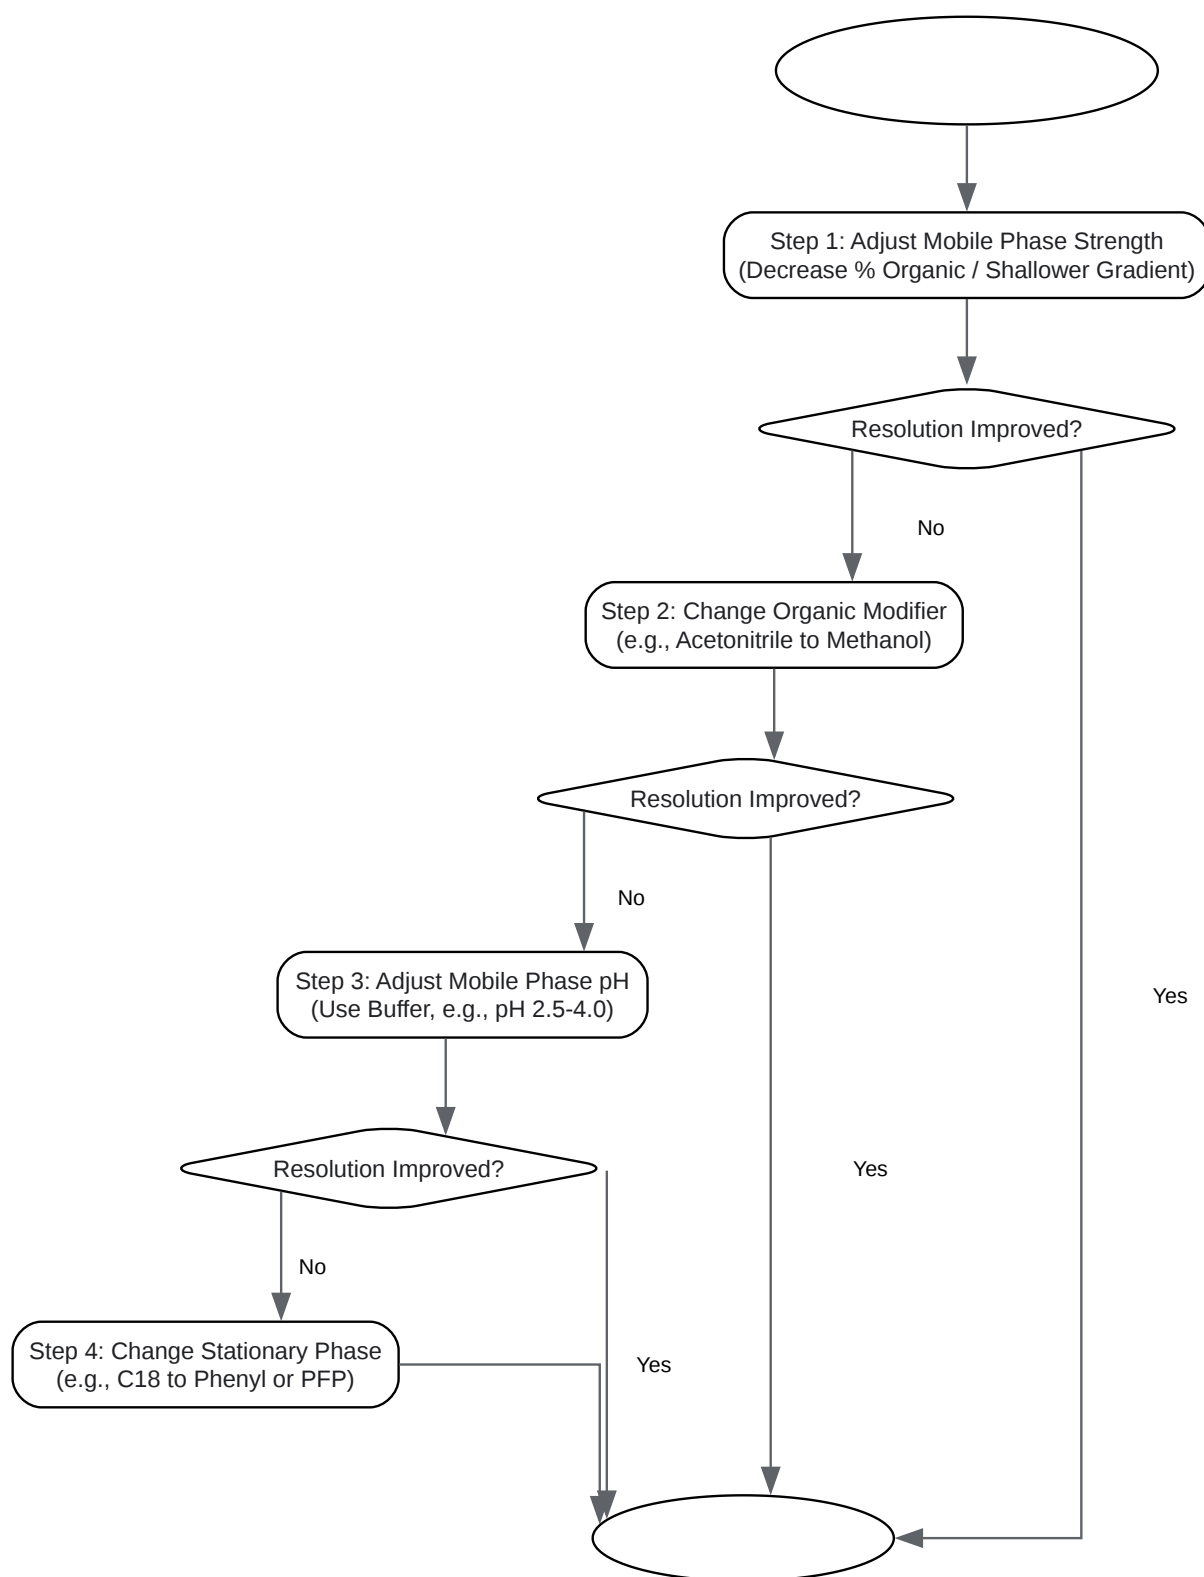 Step 1: Adjust Mobile Phase Strength
(Decrease % Organic / Shallower Gradient)
Resolution Improved?
No
Step 2: Change Organic Modifier
(e.g., Acetonitrile to Methanol)
Resolution Improved?
No
Step 3: Adjust Mobile Phase pH
(Use Buffer, e.g., pH 2.5-4.0)
Yes
Resolution Improved?
Yes
No
Step 4: Change Stationary Phase
(e.g., C18 to Phenyl or PFP)
Yes